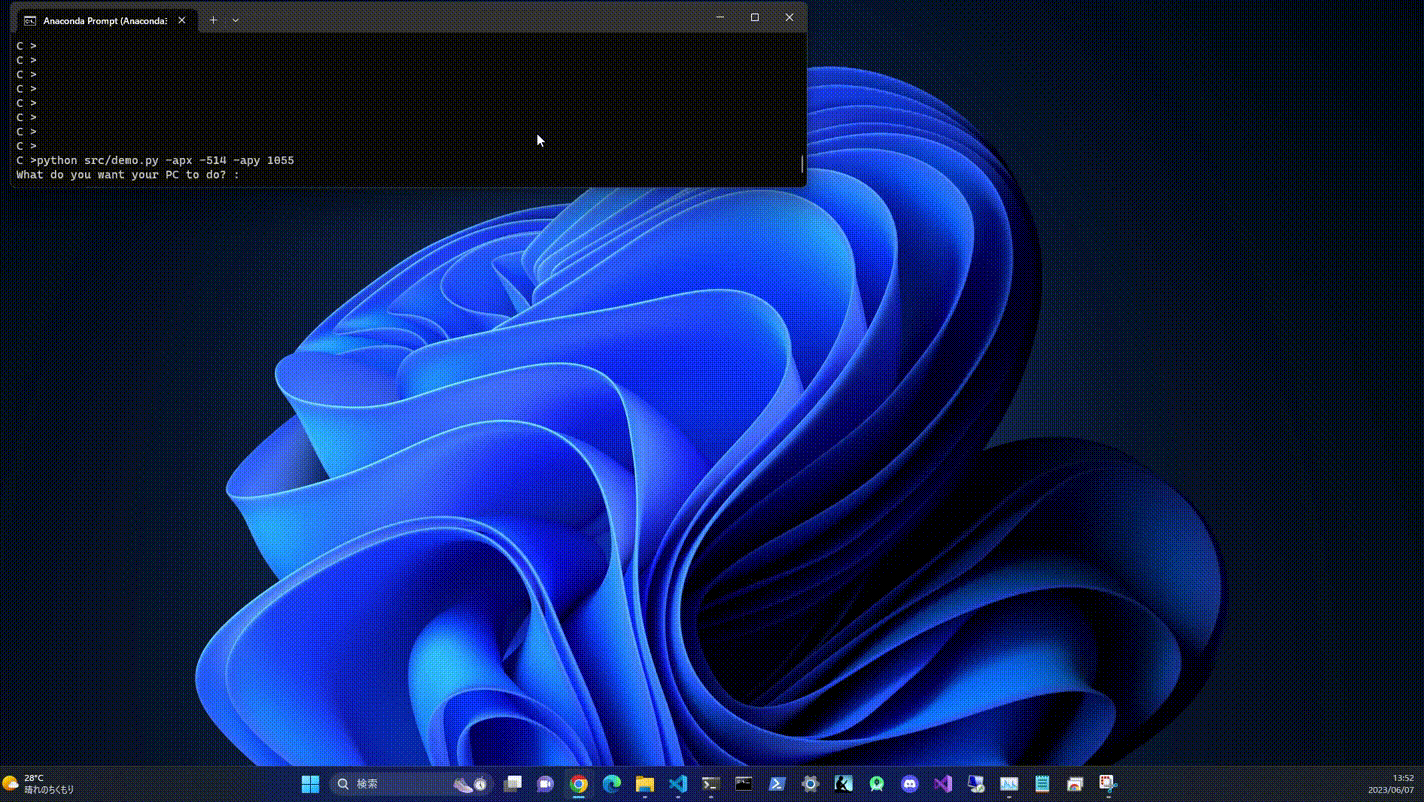 Anaconda Prompt (Anaconda3
C >
C >
C >
C >
C >
C >
C >
C >
C >python src/demo.py -apx -514 -apy 1055
What do you want your PC to do? :
28°C
晴れのちくもり
検索
13:52
2023/06/07